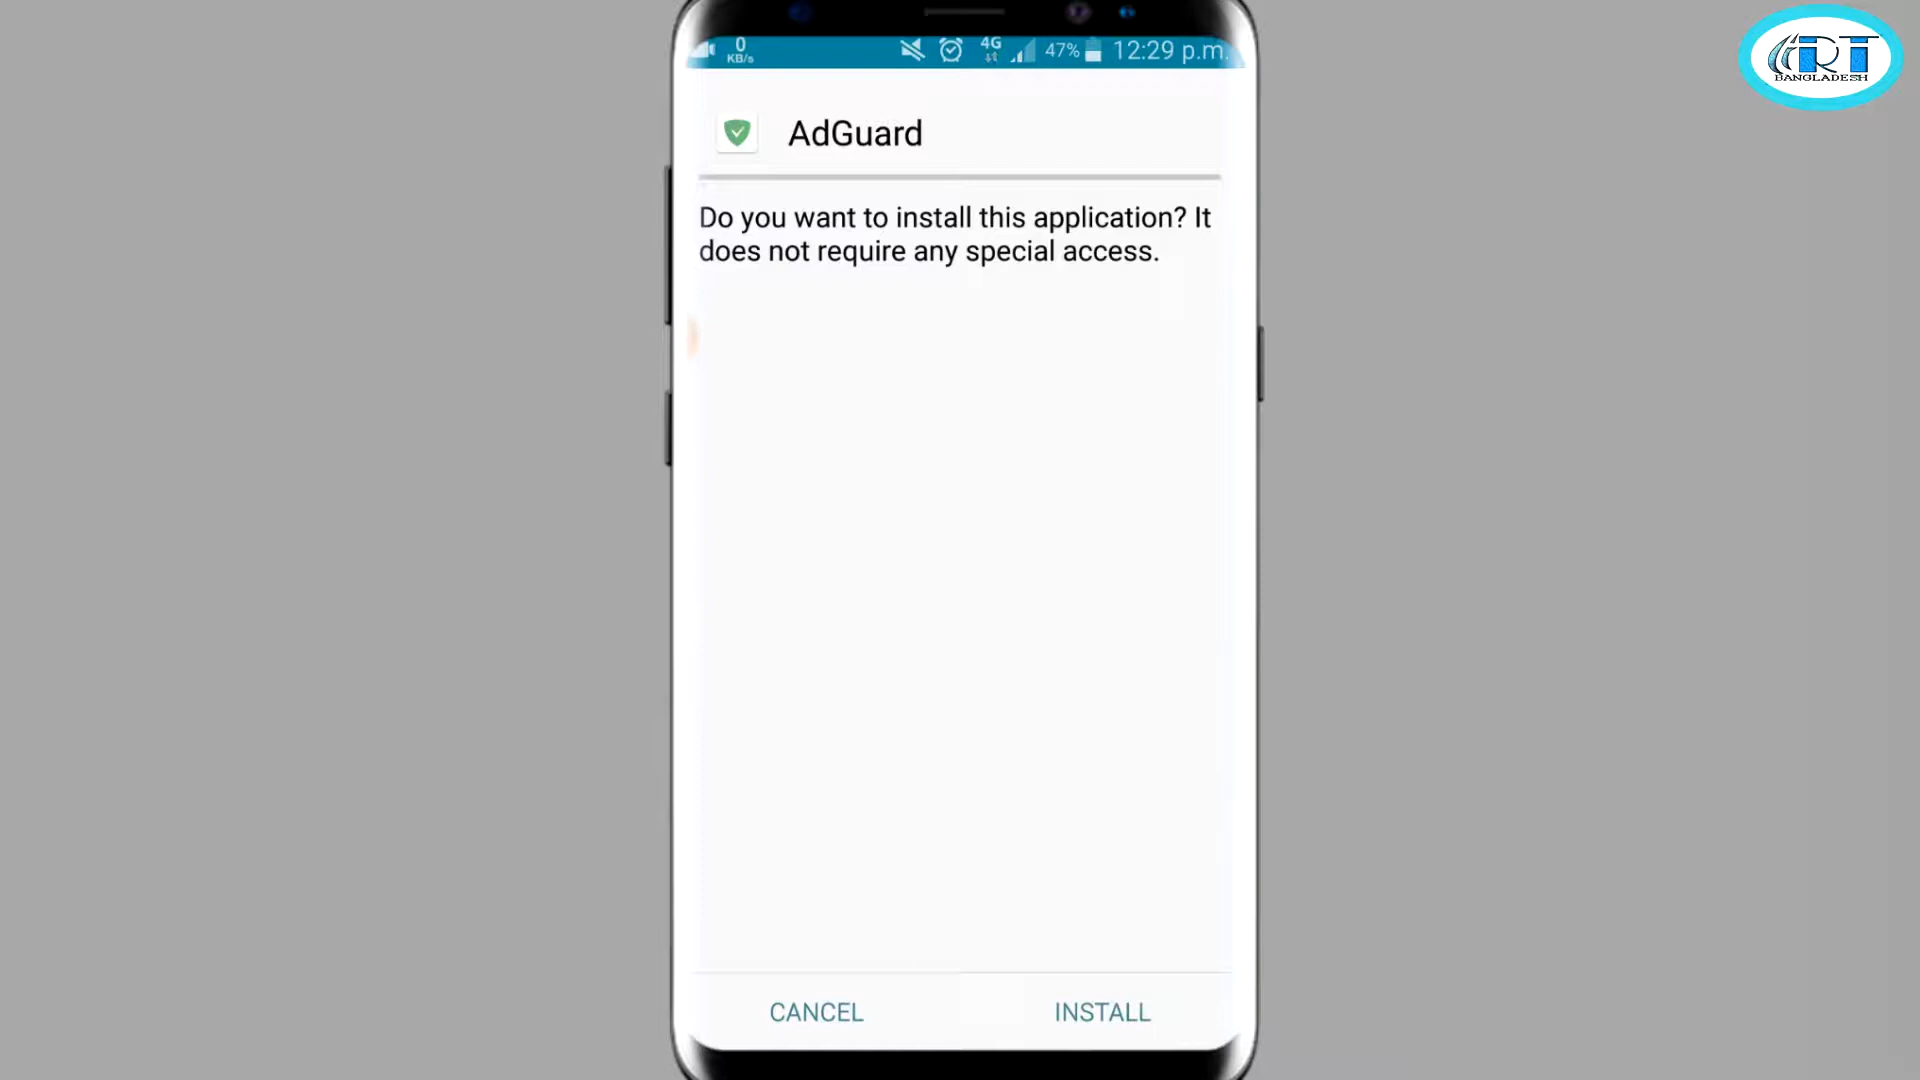 0
KB/s
4G
47%
12:29 p.m.
RT
BANGLADESH
AdGuard
Do you want to install this application? It
does not require any special access.
CANCEL
INSTALL